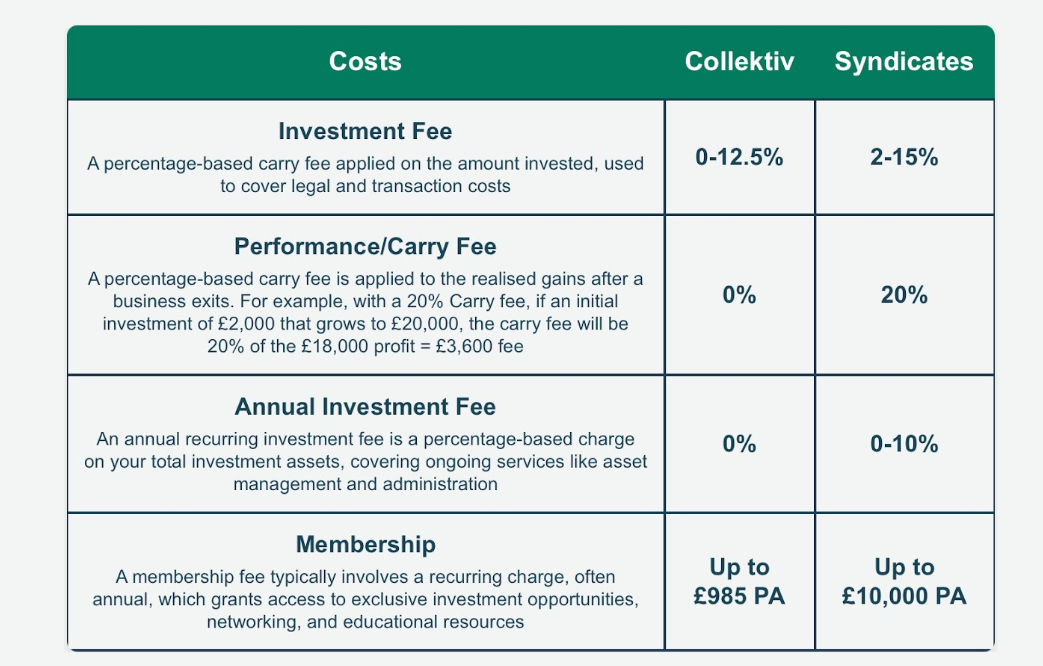 Costs Collektiv Syndicates
Investment Fee
A percentage-based carry fee applied on the amount invested, used
to cover legal and transaction costs
0-12.5% 2-15%
Performance/Carry Fee
A percentage-based carry fee is applied to the realised gains after a
business exits. For example, with a 20% Carry fee, if an initial
investment of £2,000 that grows to £20,000, the carry fee will be
20% of the £18,000 profit = £3,600 fee
0% 20%
Annual Investment Fee
An annual recurring investment fee is a percentage-based charge
on your total investment assets, covering ongoing services like asset
management and administration
0% 0-10%
Membership
A membership fee typically involves a recurring charge, often
annual, which grants access to exclusive investment opportunities,
networking, and educational resources
Up to
£985 PA
Up to
£10,000 PA